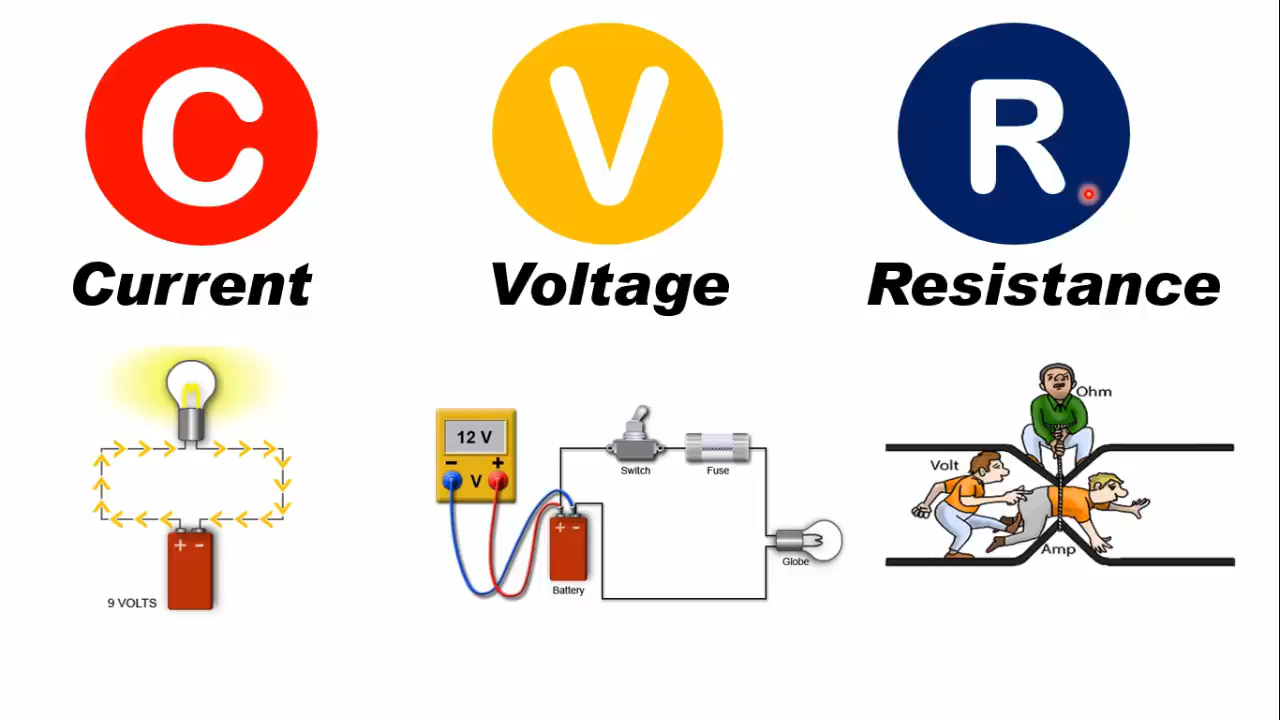 C
V
R
Current
Voltage
Resistance
+ -
9 VOLTS
12 V
- +
V
Switch
Fuse
+ -
Battery
Globe
Ohm
Volt
Amp